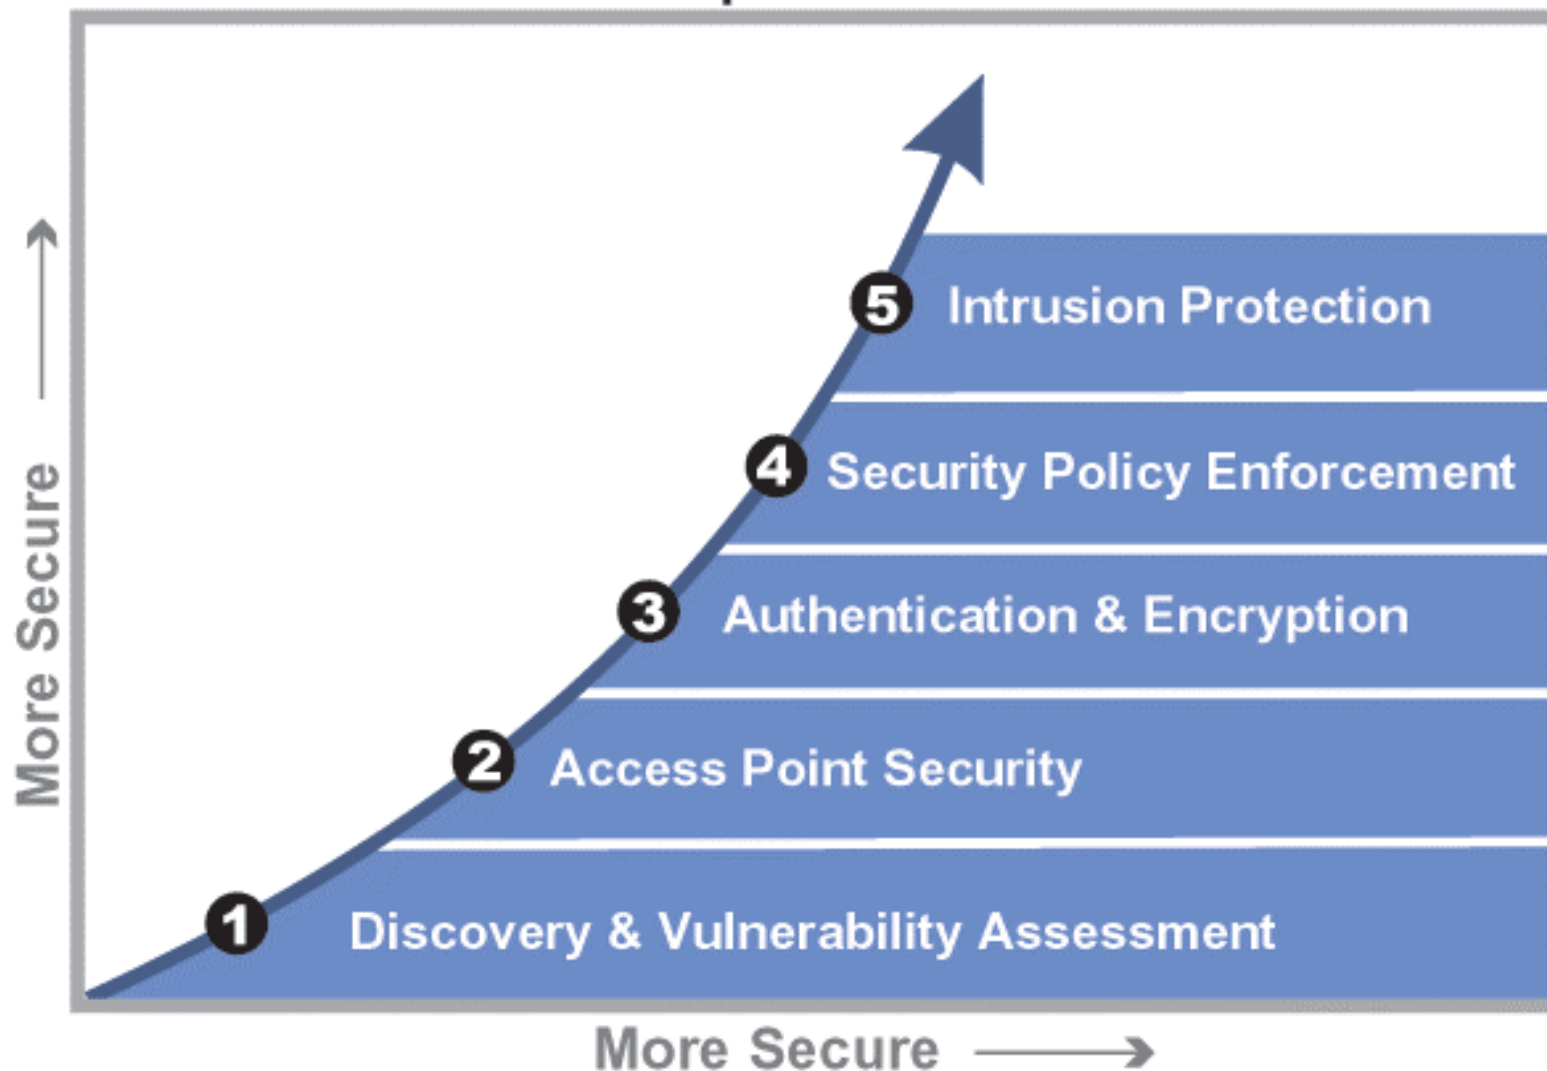 5 Intrusion Protection
4 Security Policy Enforcement
3 Authentication & Encryption
2 Access Point Security
1 Discovery & Vulnerability Assessment
More Secure
More Secure